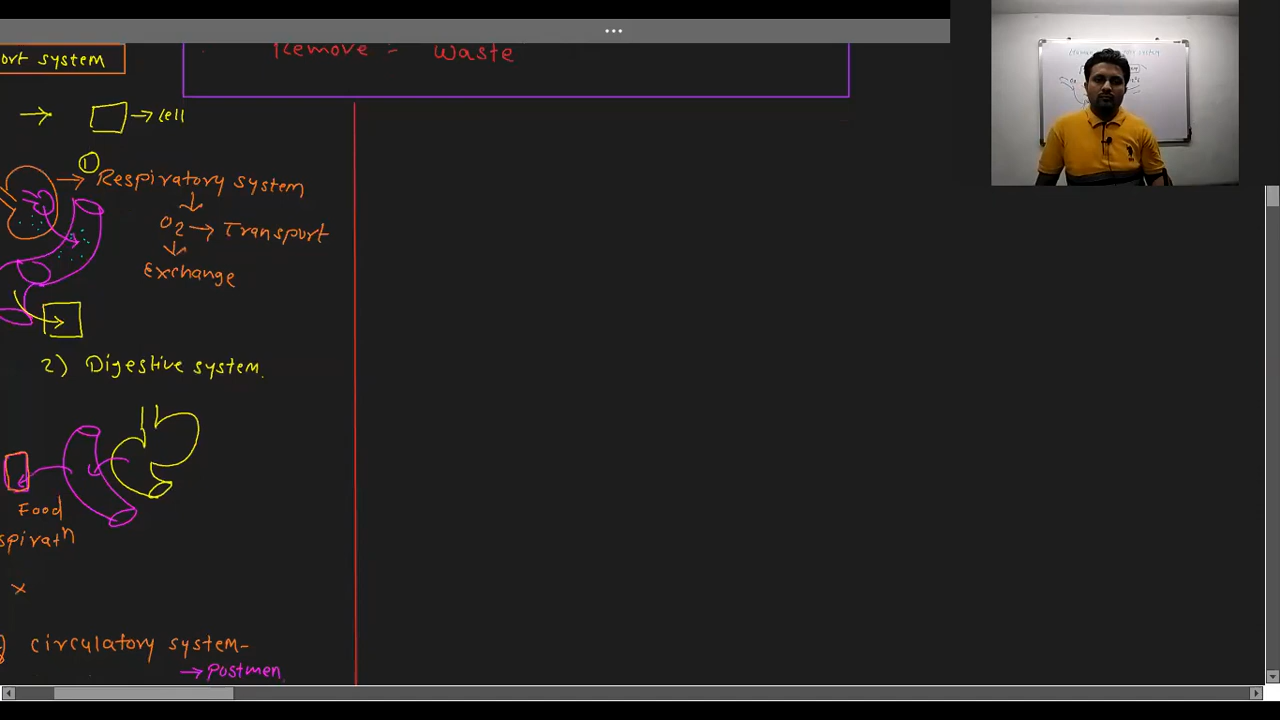 Remove - Waste
ort system
→ cell
① Respiratory system
O2 → Transport
Exchange
2) Digestive system.
Food
spiratn
x
circulatory system-
→ Postmen